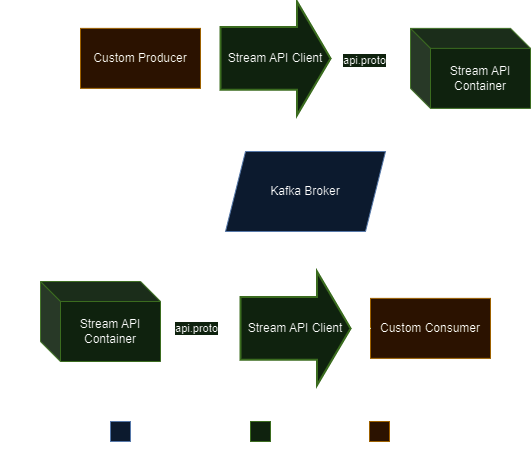 Custom Producer
Stream API Client
api.proto
Stream API
Container
Kafka Broker
Stream API
Container
api.proto
Stream API Client
Custom Consumer